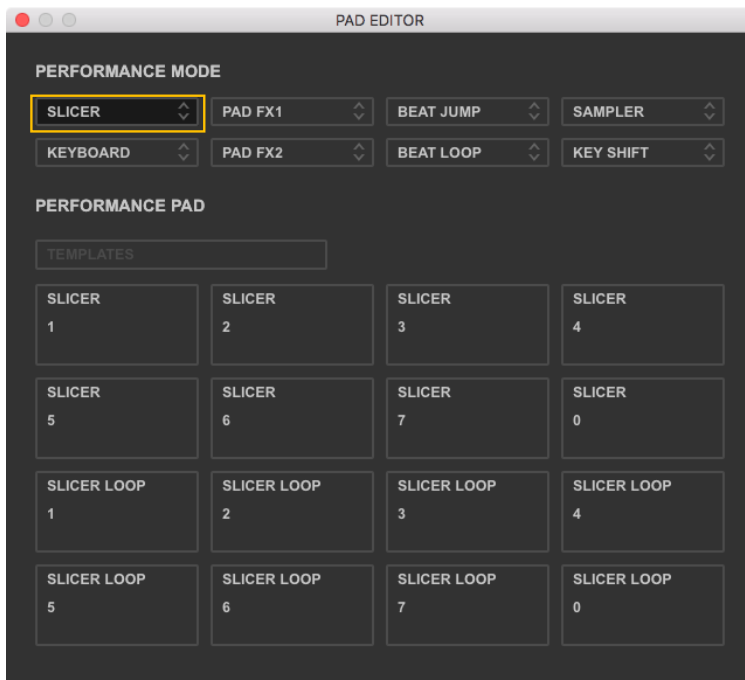 PAD EDITOR
PERFORMANCE MODE
SLICER PAD FX1 BEAT JUMP SAMPLER
KEYBOARD PAD FX2 BEAT LOOP KEY SHIFT
PERFORMANCE PAD
TEMPLATES
SLICER SLICER SLICER SLICER
1 2 3 4
SLICER SLICER SLICER SLICER
5 6 7 0
SLICER LOOP SLICER LOOP SLICER LOOP SLICER LOOP
1 2 3 4
SLICER LOOP SLICER LOOP SLICER LOOP SLICER LOOP
5 6 7 0